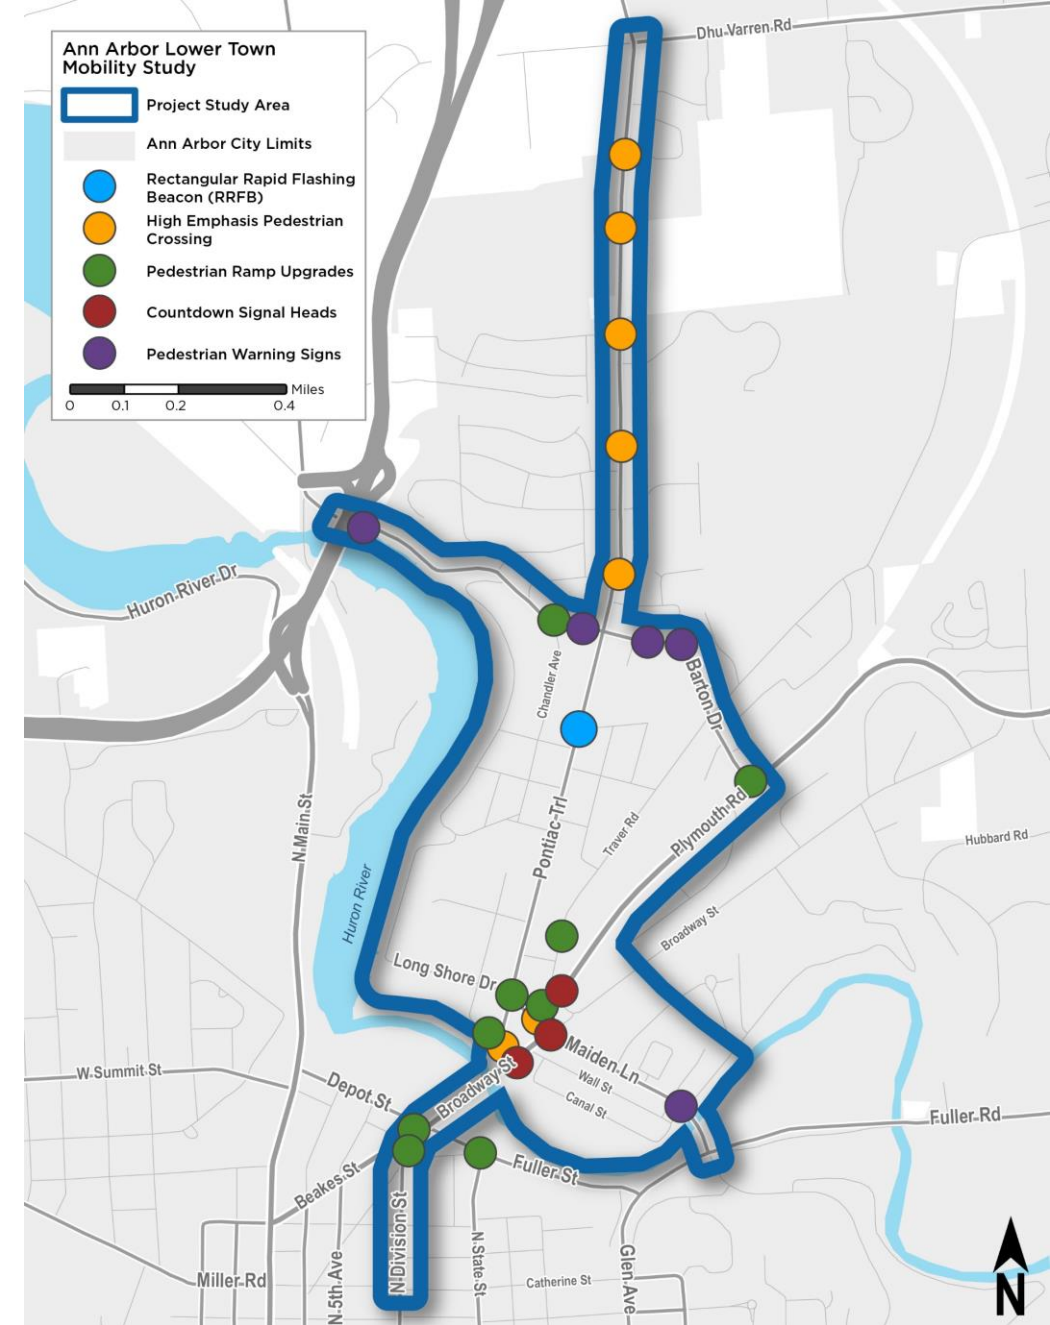 Dhu Varren Rd
Ann Arbor Lower Town
Mobility Study
Project Study Area
Ann Arbor City Limits
Rectangular Rapid Flashing
Beacon (RRFB)
High Emphasis Pedestrian
Crossing
Pedestrian Ramp Upgrades
Countdown Signal Heads
Pedestrian Warning Signs
Miles
0 0.1 0.2 0.4
Huron River Dr
Chandler Ave
Barton Dr
N Main St
Pontiac Trl
Traver Rd
Plymouth Rd
Hubbard Rd
Huron River
Broadway St
Long Shore Dr
Maiden Ln
W Summit St
Depot St
Broadway St
Wall St
Canal St
Fuller Rd
Beakes St
Fuller St
N Division St
N State St
Miller Rd
N 5th Ave
Catherine St
Glen Ave
N